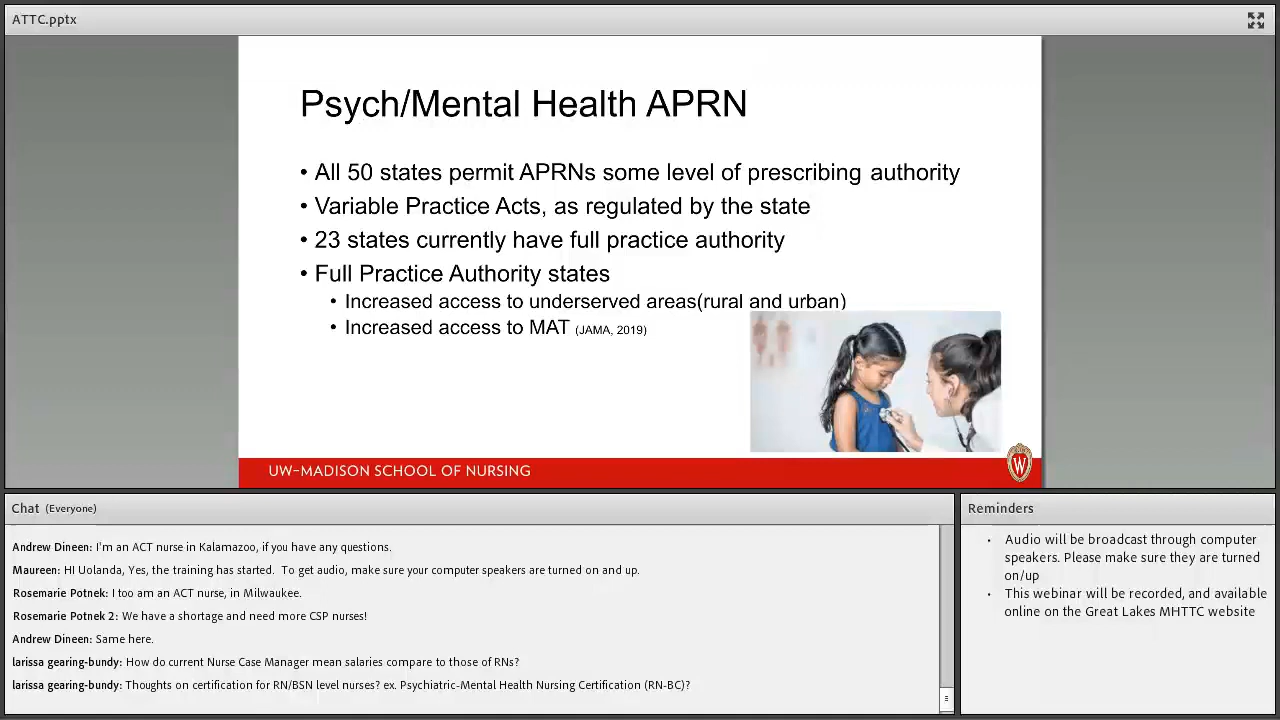 ATTC.pptx
Psych/Mental Health APRN
• All 50 states permit APRNs some level of prescribing authority
• Variable Practice Acts, as regulated by the state
• 23 states currently have full practice authority
• Full Practice Authority states
• Increased access to underserved areas(rural and urban)
• Increased access to MAT (JAMA, 2019)
UW-MADISON SCHOOL OF NURSING
W
Chat (Everyone)
Andrew Dineen: I'm an ACT nurse in Kalamazoo, if you have any questions.
Maureen: HI Uolanda, Yes, the training has started. To get audio, make sure your computer speakers are turned on and up.
Rosemarie Potnek: I too am an ACT nurse, in Milwaukee.
Rosemarie Potnek 2: We have a shortage and need more CSP nurses!
Andrew Dineen: Same here.
larissa gearing-bundy: How do current Nurse Case Manager mean salaries compare to those of RNs?
larissa gearing-bundy: Thoughts on certification for RN/BSN level nurses? ex. Psychiatric-Mental Health Nursing Certification (RN-BC)?
Reminders
• Audio will be broadcast through computer
speakers. Please make sure they are turned
on/up
• This webinar will be recorded, and available
online on the Great Lakes MHTTC website